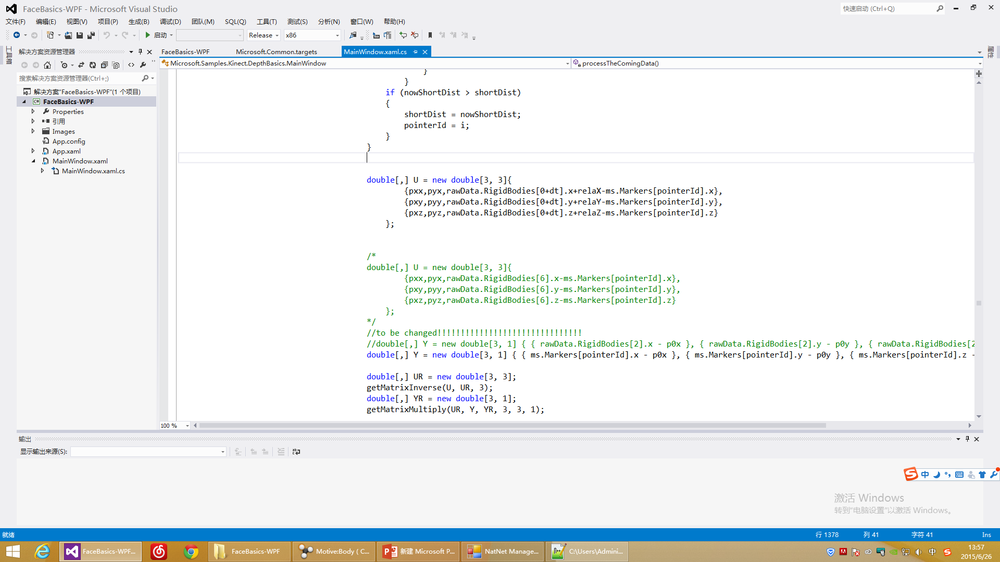 FaceBasics-WPF - Microsoft Visual Studio
快速启动 (Ctrl+Q)
文件(F) 编辑(E) 视图(V) 项目(P) 生成(B) 调试(D) 团队(M) SQL(Q) 工具(T) 测试(S) 分析(N) 窗口(W) 帮助(H)
启动 Release x86
工具箱
属性
解决方案资源管理器
搜索解决方案资源管理器(Ctrl+;)
解决方案"FaceBasics-WPF"(1 个项目)
FaceBasics-WPF
Properties
引用
Images
App.config
App.xaml
MainWindow.xaml
MainWindow.xaml.cs
FaceBasics-WPF Microsoft.Common.targets MainWindow.xaml.cs
Microsoft.Samples.Kinect.DepthBasics.MainWindow processTheComingData()
}
}
if (nowShortDist > shortDist)
{
shortDist = nowShortDist;
pointerId = i;
}
}
double[,] U = new double[3, 3]{
{pxx,pyx,rawData.RigidBodies[0+dt].x+relaX-ms.Markers[pointerId].x},
{pxy,pyy,rawData.RigidBodies[0+dt].y+relaY-ms.Markers[pointerId].y},
{pxz,pyz,rawData.RigidBodies[0+dt].z+relaZ-ms.Markers[pointerId].z}
};
/*
double[,] U = new double[3, 3]{
{pxx,pyx,rawData.RigidBodies[6].x-ms.Markers[pointerId].x},
{pxy,pyy,rawData.RigidBodies[6].y-ms.Markers[pointerId].y},
{pxz,pyz,rawData.RigidBodies[6].z-ms.Markers[pointerId].z}
};
*/
//to be changed!!!!!!!!!!!!!!!!!!!!!!!!!!!!!!!
//double[,] Y = new double[3, 1] { { rawData.RigidBodies[2].x - p0x }, { rawData.RigidBodies[2].y - p0y }, { rawData.RigidBodies[2
double[,] Y = new double[3, 1] { { ms.Markers[pointerId].x - p0x }, { ms.Markers[pointerId].y - p0y }, { ms.Markers[pointerId].z -
double[,] UR = new double[3, 3];
getMatrixInverse(U, UR, 3);
double[,] YR = new double[3, 1];
getMatrixMultiply(UR, Y, YR, 3, 3, 1);
100 %
输出
显示输出来源(S):
中
激活 Windows
转到"电脑设置"以激活 Windows。
就绪 行 1378 列 41 字符 41 Ins
FaceBasics-WPF... FaceBasics-WPF Motive:Body ( C... 新建 Microsoft P... NatNet Manage... C:\Users\Admini...
中
13:57
2015/6/26